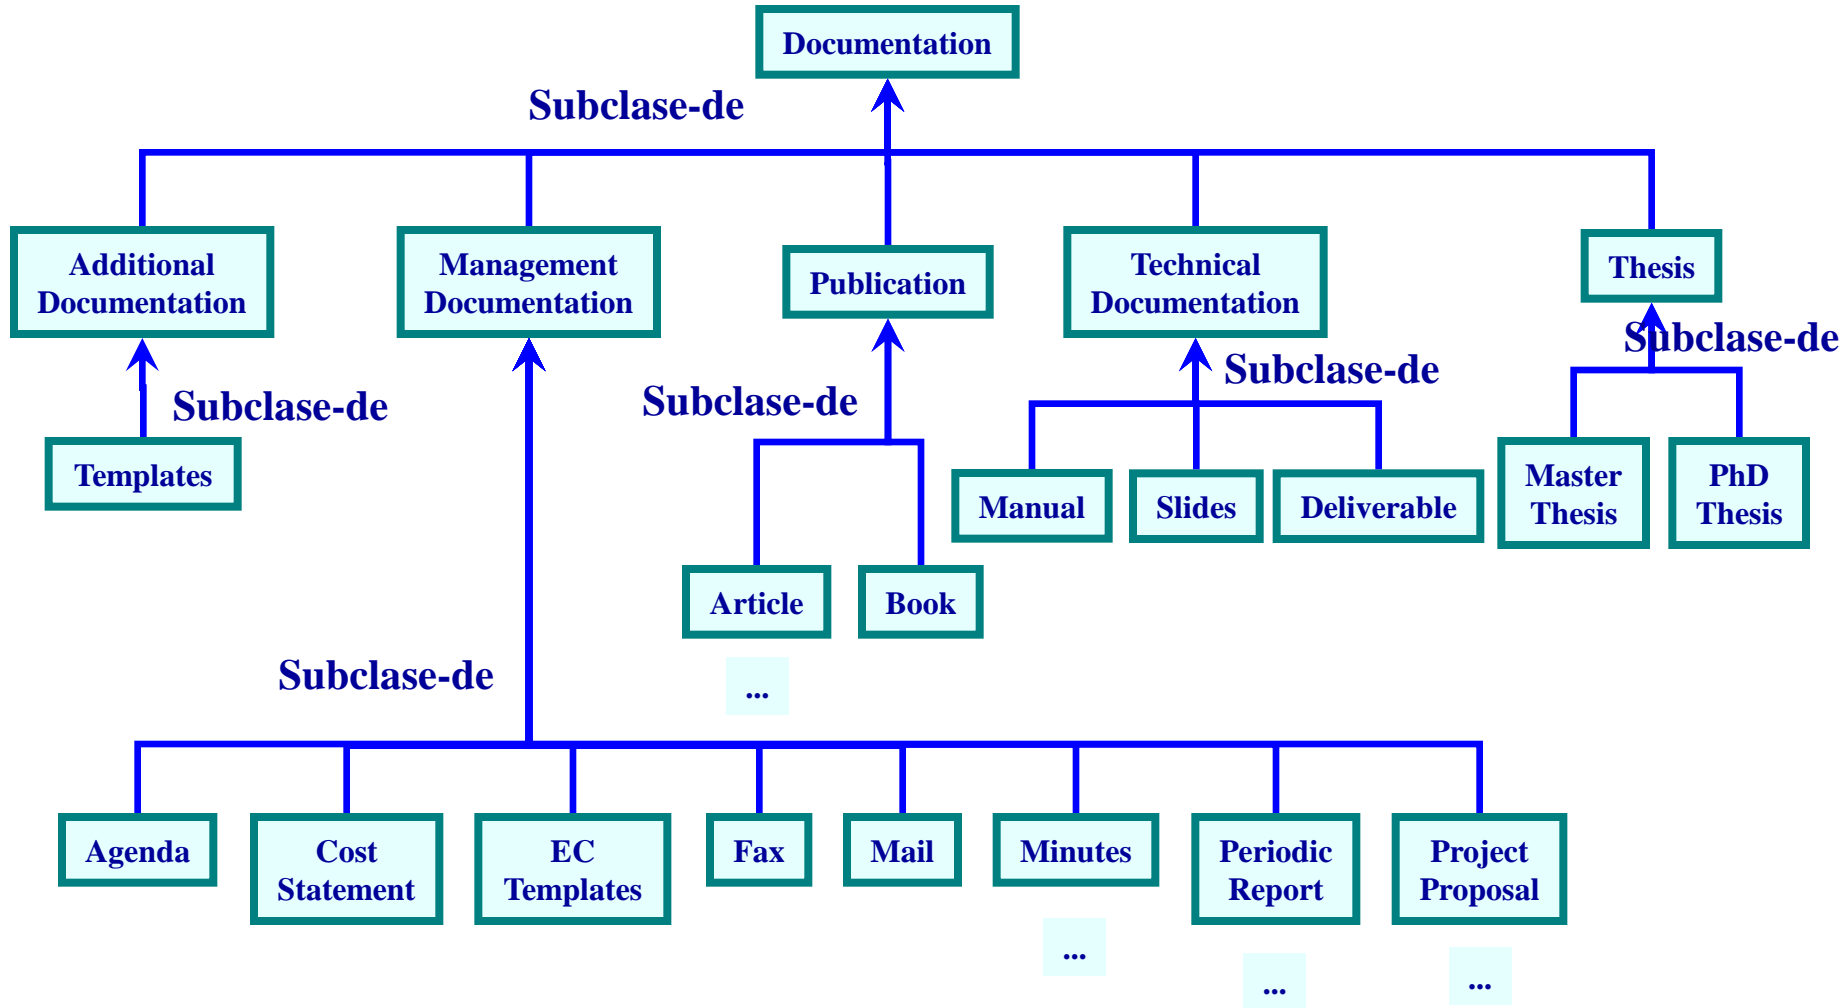 Documentation
Subclase-de
Additional
Documentation
Management
Documentation
Publication
Technical
Documentation
Thesis
Subclase-de
Subclase-de
Subclase-de
Subclase-de
Templates
Manual
Slides
Deliverable
Master
Thesis
PhD
Thesis
Article
Book
...
Subclase-de
Agenda
Cost
Statement
EC
Templates
Fax
Mail
Minutes
Periodic
Report
Project
Proposal
...
...
...